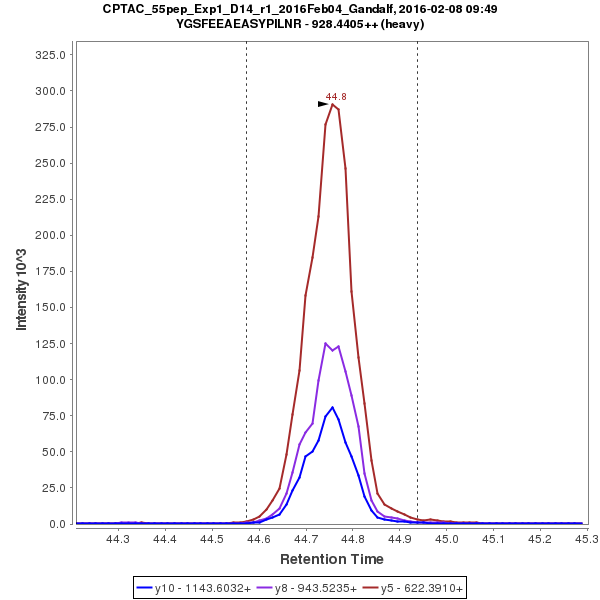 CPTAC_55pep_Exp1_D14_r1_2016Feb04_Gandalf, 2016-02-08 09:49
YGSFEEAEASYPILNR - 928.4405++ (heavy)
325.0
300.0
275.0
250.0
225.0
200.0
175.0
150.0
125.0
100.0
75.0
50.0
25.0
0.0
Intensity 10^3
44.8
44.3 44.4 44.5 44.6 44.7 44.8 44.9 45.0 45.1 45.2 45.3
Retention Time
y10 - 1143.6032+ y8 - 943.5235+ y5 - 622.3910+